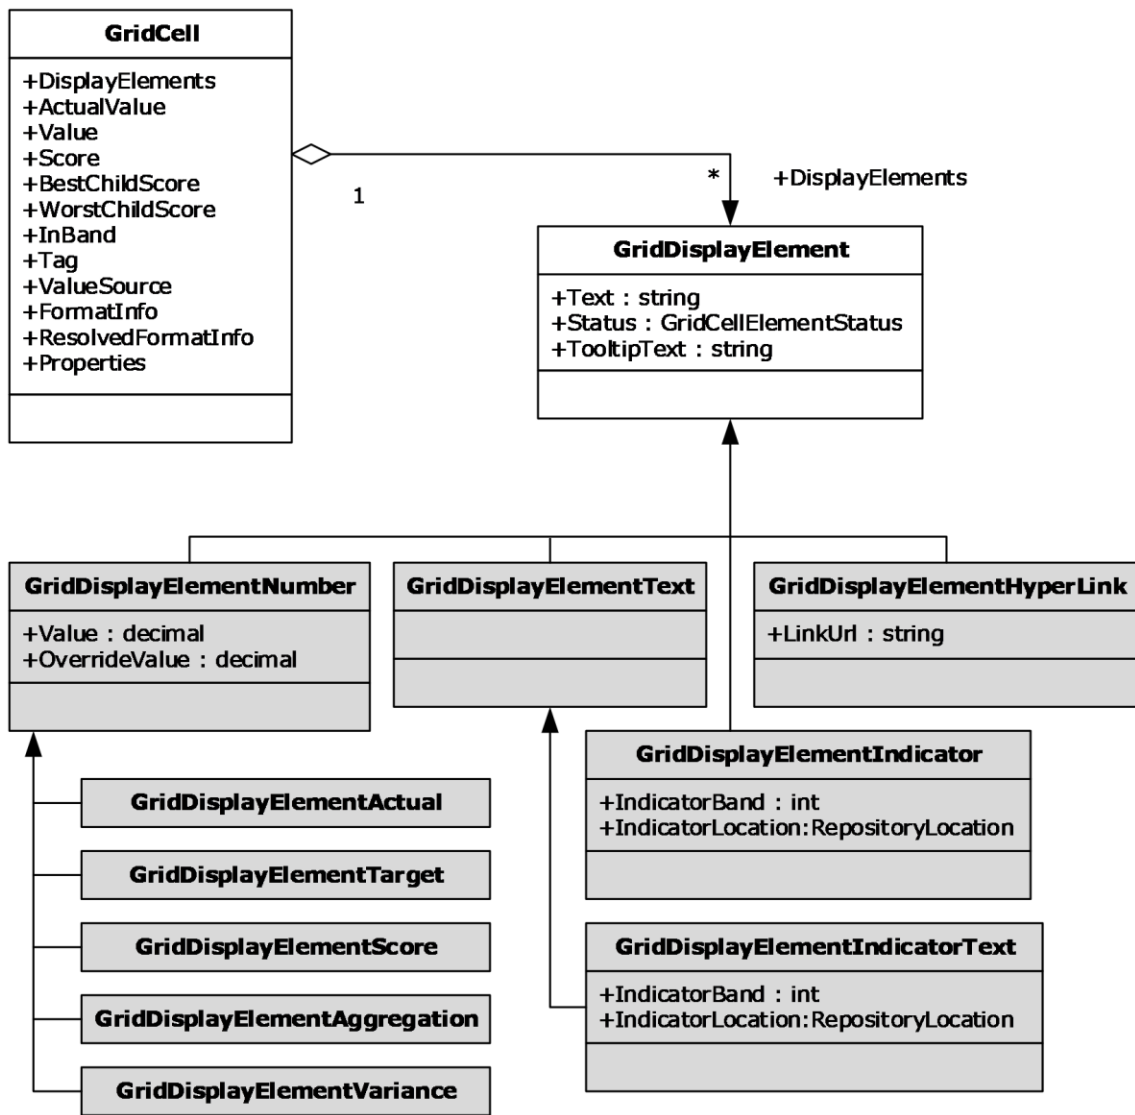 GridCell
+DisplayElements
+ActualValue
+Value
+Score
+BestChildScore
+WorstChildScore
+InBand
+Tag
+ValueSource
+FormatInfo
+ResolvedFormatInfo
+Properties
1
*
+DisplayElements
GridDisplayElement
+Text : string
+Status : GridCellElementStatus
+TooltipText : string
GridDisplayElementNumber
+Value : decimal
+OverrideValue : decimal
GridDisplayElementText
GridDisplayElementHyperLink
+LinkUrl : string
GridDisplayElementIndicator
+IndicatorBand : int
+IndicatorLocation:RepositoryLocation
GridDisplayElementActual
GridDisplayElementTarget
GridDisplayElementScore
GridDisplayElementAggregation
GridDisplayElementVariance
GridDisplayElementIndicatorText
+IndicatorBand : int
+IndicatorLocation:RepositoryLocation